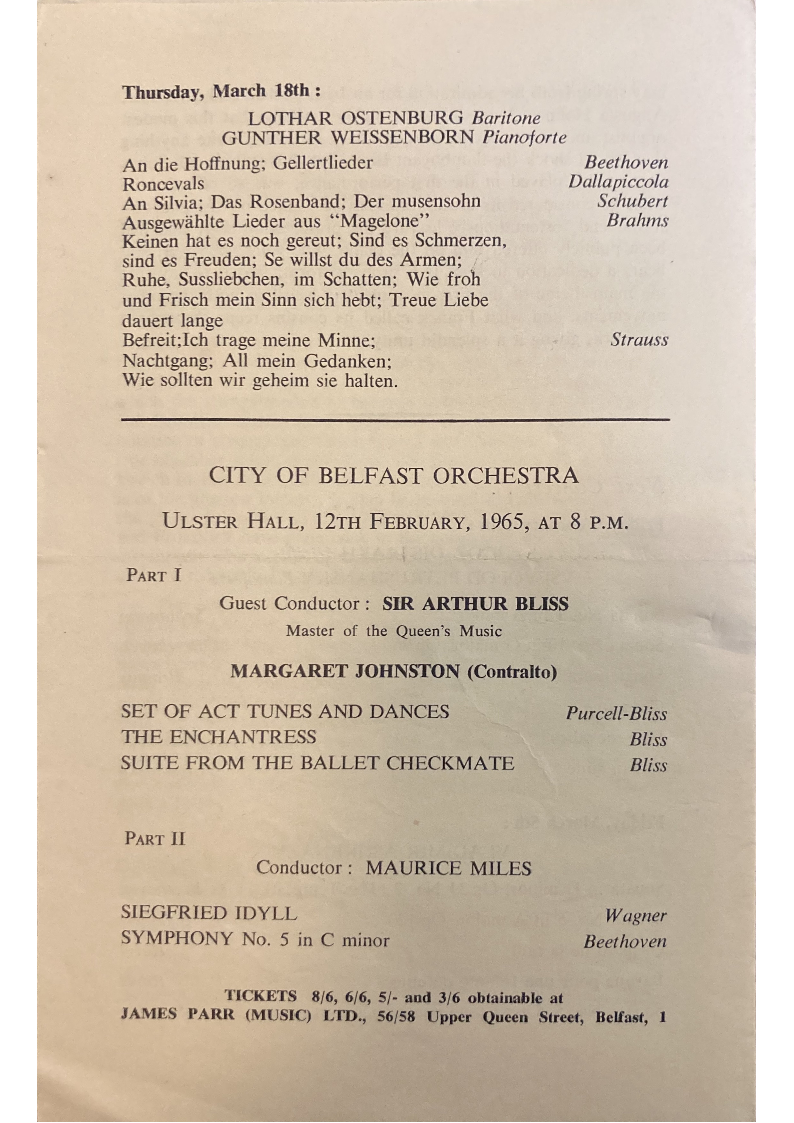 Thursday, March 18th :
LOTHAR OSTENBURG Baritone
GUNTHER WEISSENBORN Pianoforte
An die Hoffnung; Gellertlieder Beethoven
Roncevals Dallapiccola
An Silvia; Das Rosenband; Der musensohn Schubert
Ausgewählte Lieder aus “Magelone” Brahms
Keinen hat es noch gereut; Sind es Schmerzen,
sind es Freuden; Se willst du des Armen;
Ruhe, Sussliebchen, im Schatten; Wie froh
und Frisch mein Sinn sich hebt; Treue Liebe
dauert lange
Befreit;Ich trage meine Minne; Strauss
Nachtgang; All mein Gedanken;
Wie sollten wir geheim sie halten.
CITY OF BELFAST ORCHESTRA
ULSTER HALL, 12TH FEBRUARY, 1965, AT 8 P.M.
PART I
Guest Conductor : SIR ARTHUR BLISS
Master of the Queen's Music
MARGARET JOHNSTON (Contralto)
SET OF ACT TUNES AND DANCES Purcell-Bliss
THE ENCHANTRESS Bliss
SUITE FROM THE BALLET CHECKMATE Bliss
PART II
Conductor : MAURICE MILES
SIEGFRIED IDYLL Wagner
SYMPHONY No. 5 in C minor Beethoven
TICKETS 8/6, 6/6, 5/- and 3/6 obtainable at
JAMES PARR (MUSIC) LTD., 56/58 Upper Queen Street, Belfast, 1